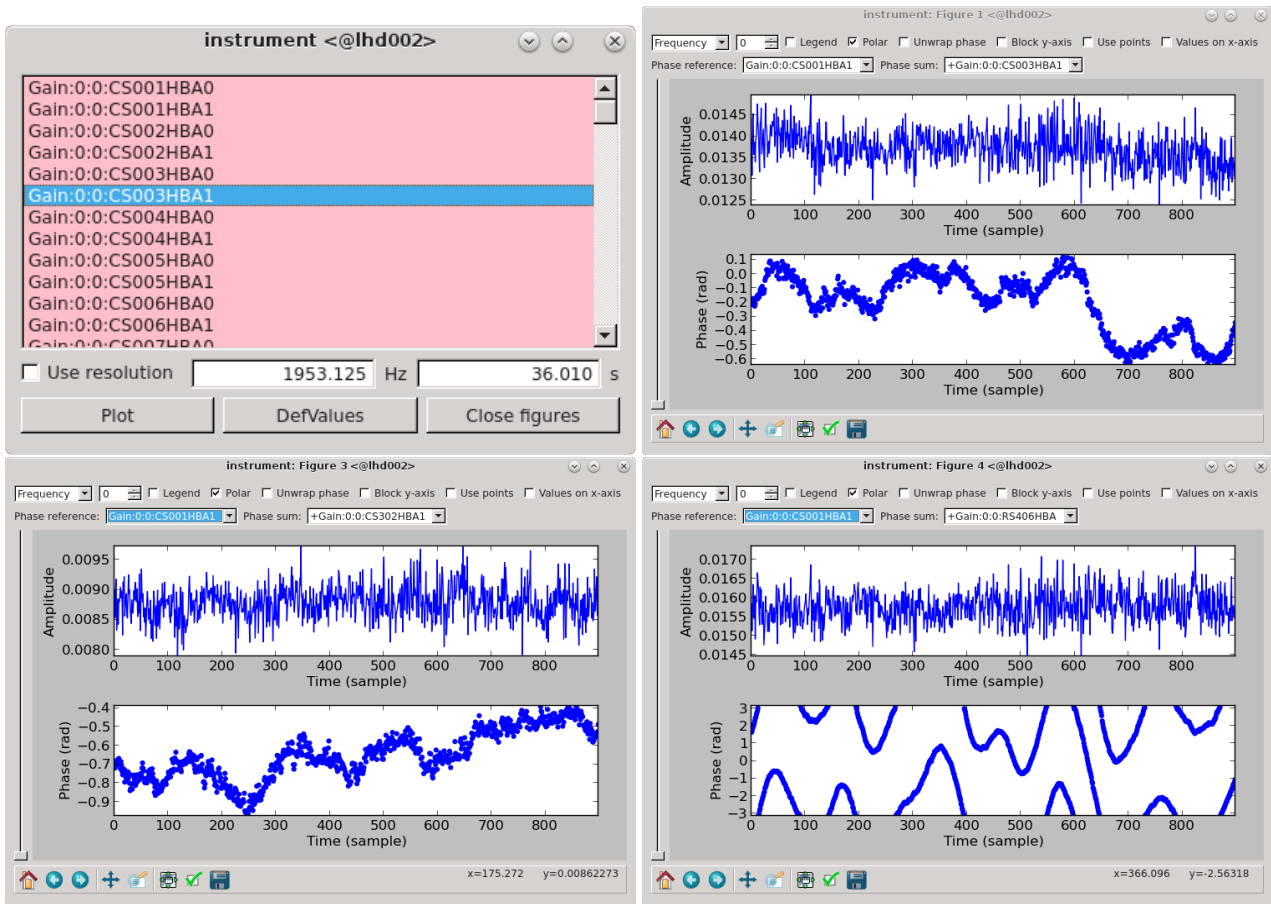 instrument <@lhd002>
Gain:0:0:CS001HBA0
Gain:0:0:CS001HBA1
Gain:0:0:CS002HBA0
Gain:0:0:CS002HBA1
Gain:0:0:CS003HBA0
Gain:0:0:CS003HBA1
Gain:0:0:CS004HBA0
Gain:0:0:CS004HBA1
Gain:0:0:CS005HBA0
Gain:0:0:CS005HBA1
Gain:0:0:CS006HBA0
Gain:0:0:CS006HBA1
Gain:0:0:CS007HBA0
Use resolution 1953.125 Hz 36.010 s
Plot DefValues Close figures
instrument: Figure 1 <@lhd002>
Frequency 0 Legend Polar Unwrap phase Block y-axis Use points Values on x-axis
Phase reference: Gain:0:0:CS001HBA1 Phase sum: +Gain:0:0:CS003HBA1
Amplitude
0.0145
0.0135
0.0125
0 100 200 300 400 500 600 700 800
Time (sample)
Phase (rad)
0.1
0.0
−0.1
−0.2
−0.3
−0.4
−0.5
−0.6
0 100 200 300 400 500 600 700 800
Time (sample)
instrument: Figure 3 <@lhd002>
Frequency 0 Legend Polar Unwrap phase Block y-axis Use points Values on x-axis
Phase reference: Gain:0:0:CS001HBA1 Phase sum: +Gain:0:0:CS302HBA1
Amplitude
0.0095
0.0090
0.0085
0.0080
0 100 200 300 400 500 600 700 800
Time (sample)
Phase (rad)
−0.4
−0.5
−0.6
−0.7
−0.8
−0.9
0 100 200 300 400 500 600 700 800
Time (sample)
x=175.272 y=0.00862273
instrument: Figure 4 <@lhd002>
Frequency 0 Legend Polar Unwrap phase Block y-axis Use points Values on x-axis
Phase reference: Gain:0:0:CS001HBA1 Phase sum: +Gain:0:0:RS406HBA
Amplitude
0.0170
0.0165
0.0160
0.0155
0.0150
0.0145
0 100 200 300 400 500 600 700 800
Time (sample)
Phase (rad)
3
2
1
0
−1
−2
−3
0 100 200 300 400 500 600 700 800
Time (sample)
x=366.096 y=-2.56318